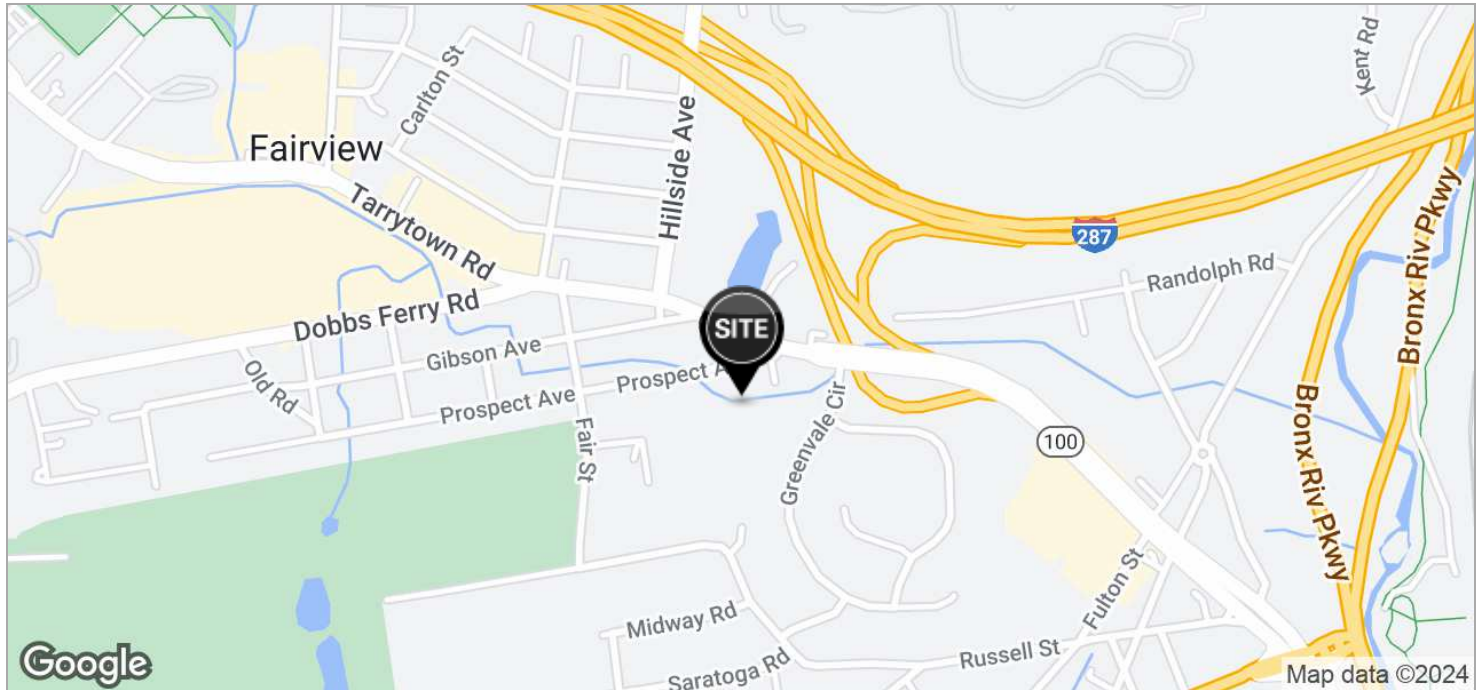 Kent Rd
Carlton St
Fairview
Hillside Ave
Tarrytown Rd
Bronx Riv Pkwy
287
Randolph Rd
SITE
Dobbs Ferry Rd
Gibson Ave
Old Rd
Prospect A
Prospect Ave
Greenvale Cir
Fair St
100
Bronx Riv Pkwy
Fulton St
Midway Rd
Russell St
Saratoga Rd
Google
Map data ©2024